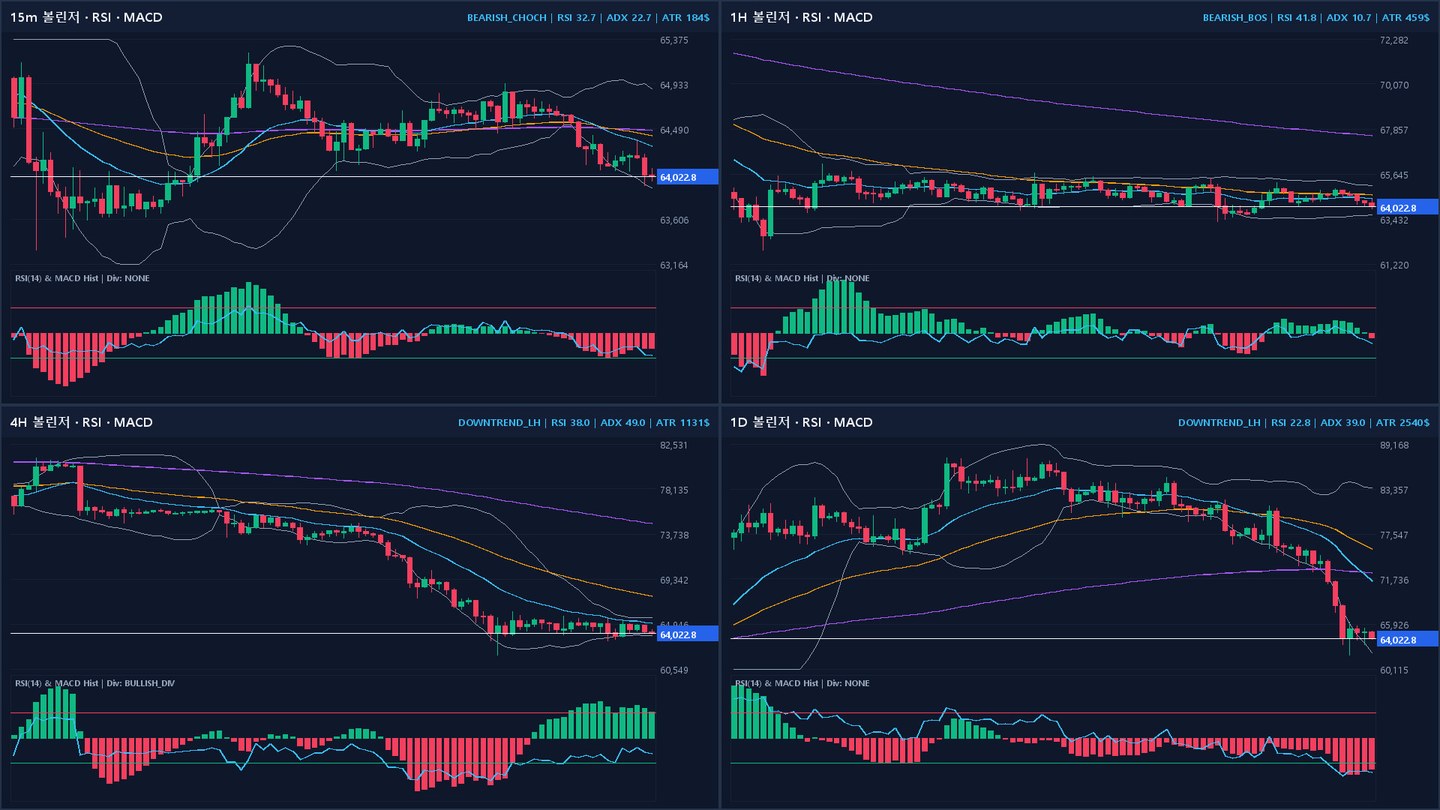 15m 볼린저 · RSI · MACD
BEARISH_CHOCH | RSI 32.7 | ADX 22.7 | ATR 184$
65,375
64,933
64,490
64,022.8
63,606
63,164
RSI(14) & MACD Hist | Div: NONE
1H 볼린저 · RSI · MACD
BEARISH_BOS | RSI 41.8 | ADX 10.7 | ATR 459$
72,282
70,070
67,857
65,645
64,022.8
63,432
61,220
RSI(14) & MACD Hist | Div: NONE
4H 볼린저 · RSI · MACD
DOWNTREND_LH | RSI 38.0 | ADX 49.0 | ATR 1131$
82,531
78,135
73,738
69,342
64,022.8
60,549
RSI(14) & MACD Hist | Div: BULLISH_DIV
1D 볼린저 · RSI · MACD
DOWNTREND_LH | RSI 22.8 | ADX 39.0 | ATR 2540$
89,168
83,357
77,547
71,736
65,926
64,022.8
60,115
RSI(14) & MACD Hist | Div: NONE